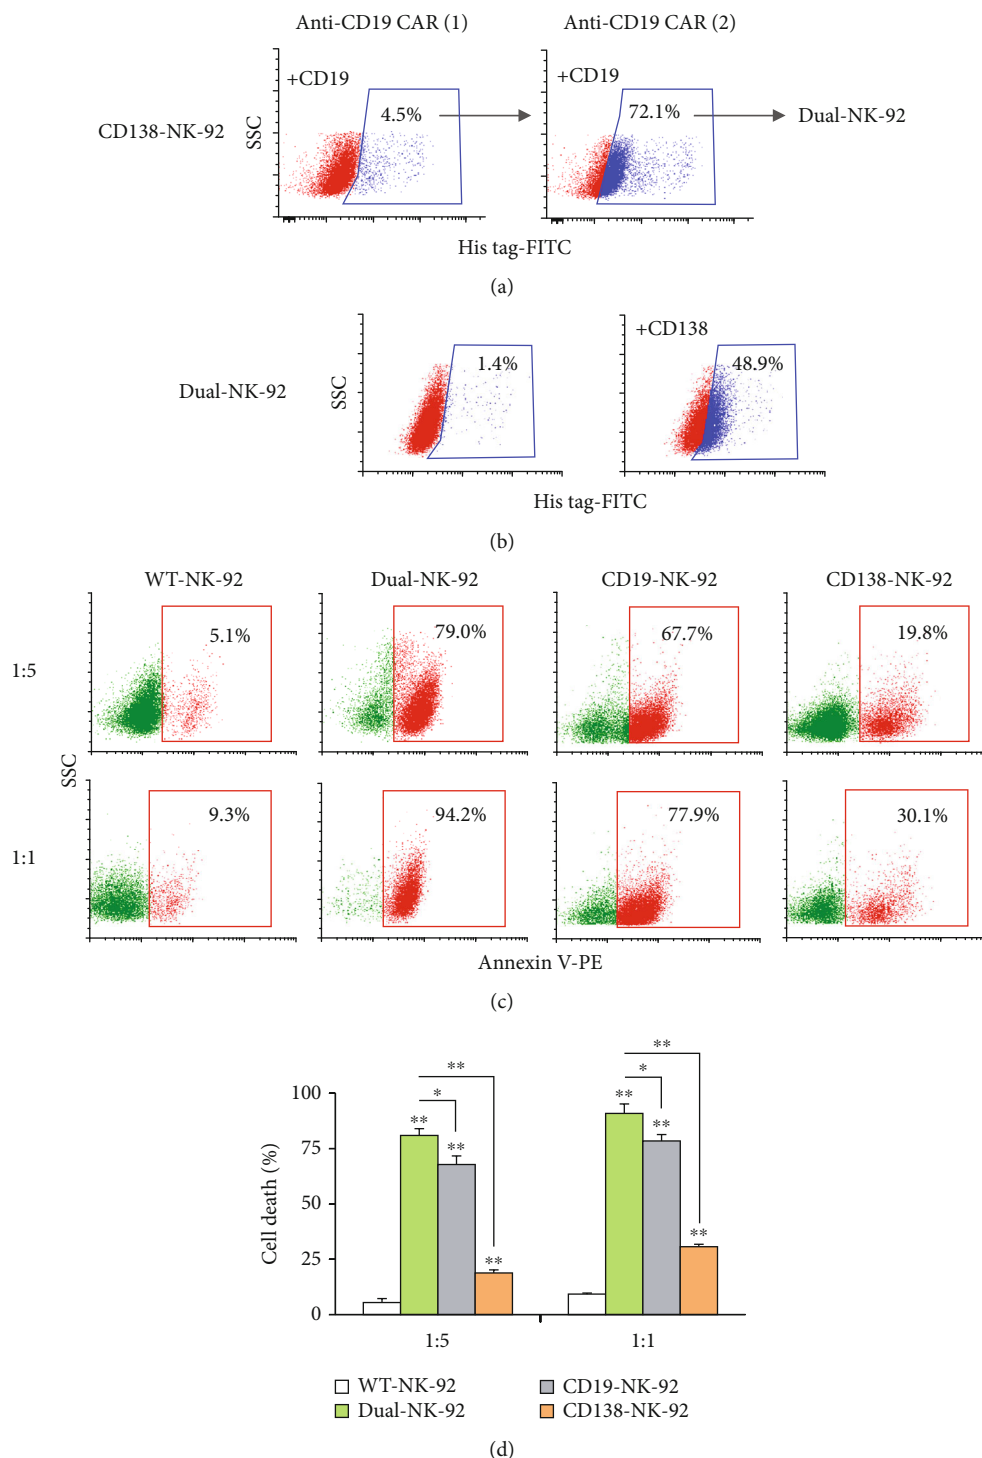 Anti-CD19 CAR (1) Anti-CD19 CAR (2)
+CD19 +CD19
4.5% 72.1%
CD138-NK-92 SSC Dual-NK-92
His tag-FITC
(a)
+CD138
1.4% 48.9%
Dual-NK-92 SSC
His tag-FITC
(b)
WT-NK-92 Dual-NK-92 CD19-NK-92 CD138-NK-92
1:5 5.1% 79.0% 67.7% 19.8%
SSC
1:1 9.3% 94.2% 77.9% 30.1%
Annexin V-PE
(c)
** **
* *
** ** ** ** ** **
Cell death (%)
100
75
50
25
0
1:5 1:1
WT-NK-92 CD19-NK-92
Dual-NK-92 CD138-NK-92
(d)